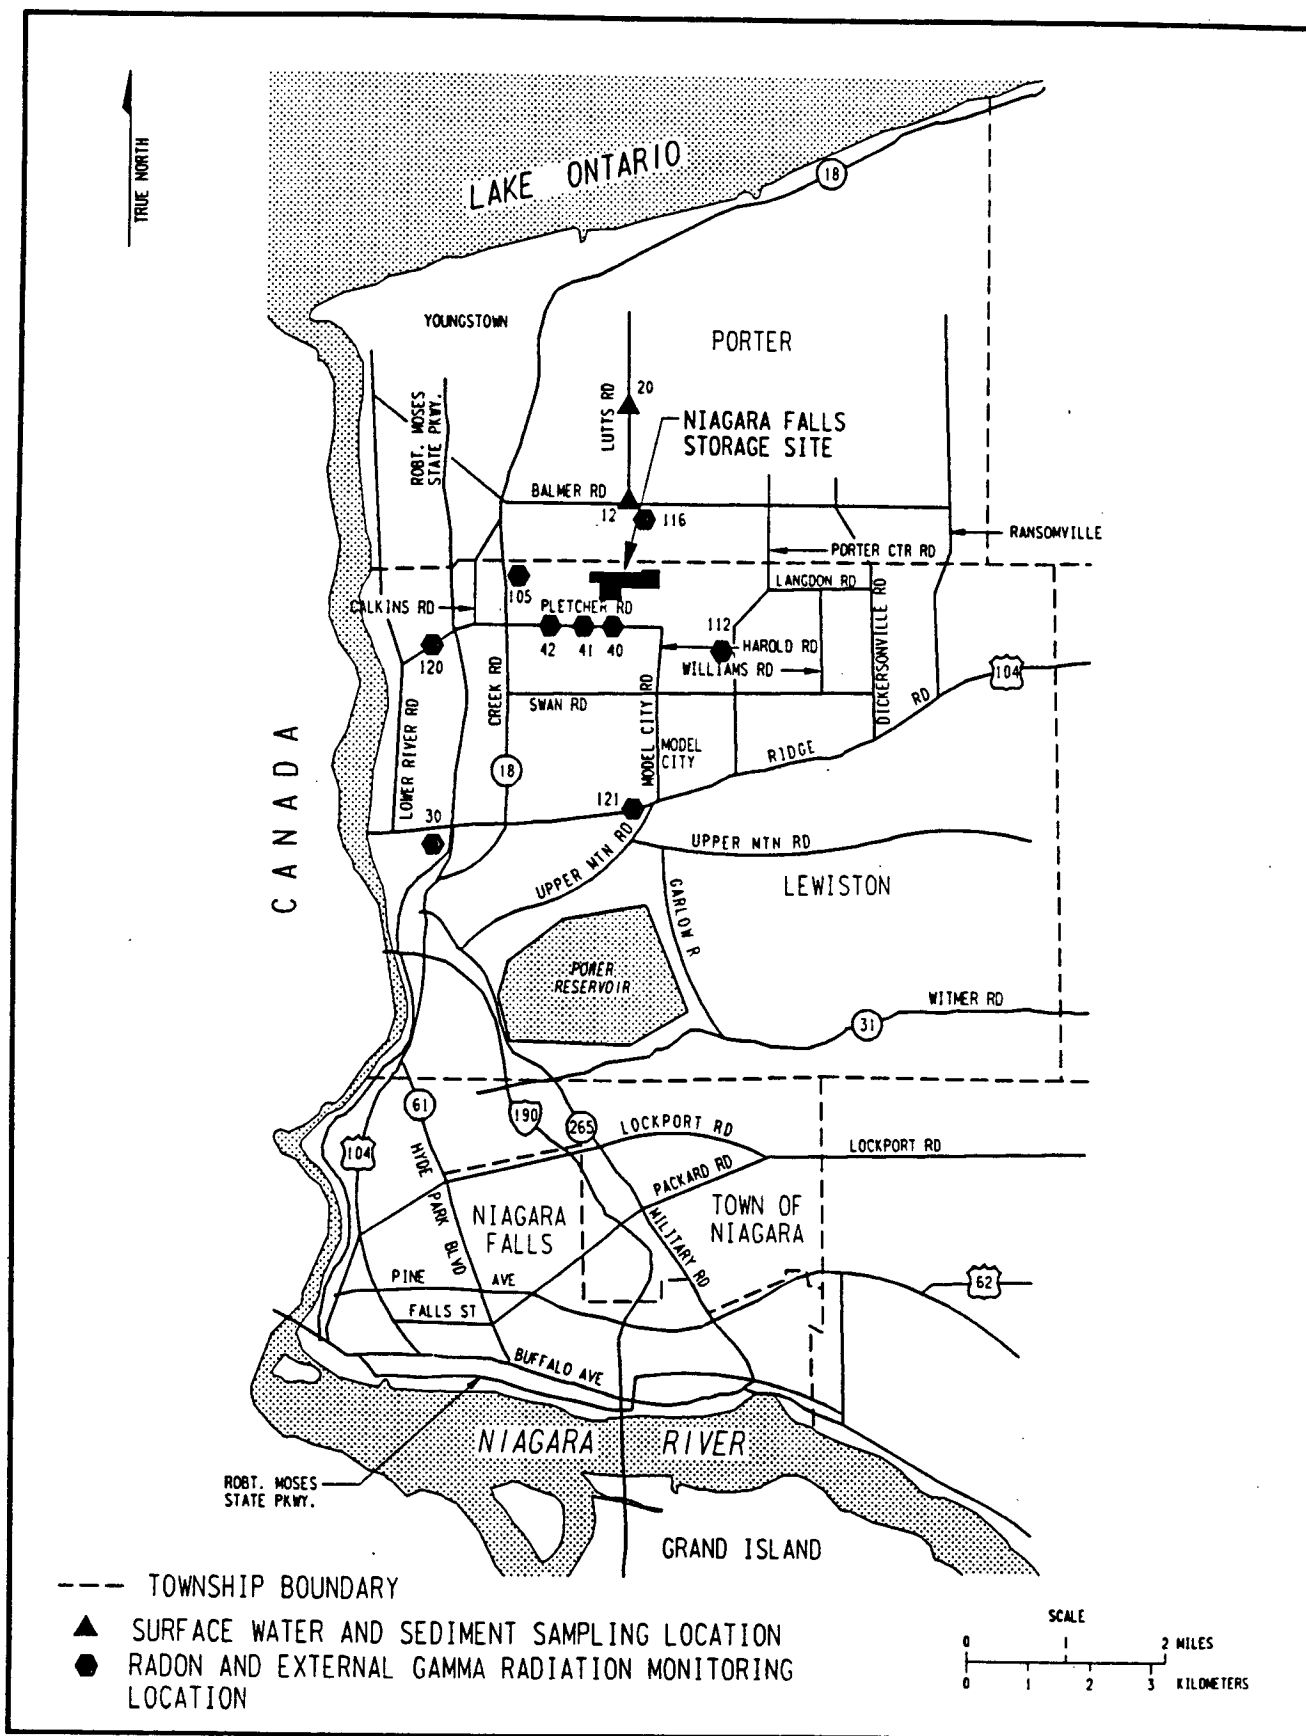 TRUE NORTH
LAKE ONTARIO
18
YOUNGSTOWN
PORTER
ROBT. MOSES
STATE PKWY.
LUTTS RD
20
NIAGARA FALLS
STORAGE SITE
BALMER RD
12
116
RANSOMVILLE
PORTER CTR RD
105
LANGDON RD
CALKINS RD
PLETCHER RD
DICKERSONVILLE RD
112
42
41
40
HAROLD RD
120
WILLIAMS RD
104
CREEK RD
SWAN RD
MODEL CITY RD
MODEL
CITY
LOWER RIVER RD
RIDGE RD
CANADA
18
121
30
UPPER MTN RD
UPPER MTN RD
GARLOW R
LEWISTON
POWER
RESERVOIR
WITMER RD
31
61
190
265
LOCKPORT RD
LOCKPORT RD
104
HYDE PARK BLVD
PACKARD RD
NIAGARA
FALLS
TOWN OF
NIAGARA
MILITARY RD
PINE AVE
62
FALLS ST
BUFFALO AVE
NIAGARA RIVER
ROBT. MOSES
STATE PKWY.
GRAND ISLAND
TOWNSHIP BOUNDARY
SURFACE WATER AND SEDIMENT SAMPLING LOCATION
RADON AND EXTERNAL GAMMA RADIATION MONITORING
LOCATION
SCALE
0 1 2 MILES
0 1 2 3 KILOMETERS